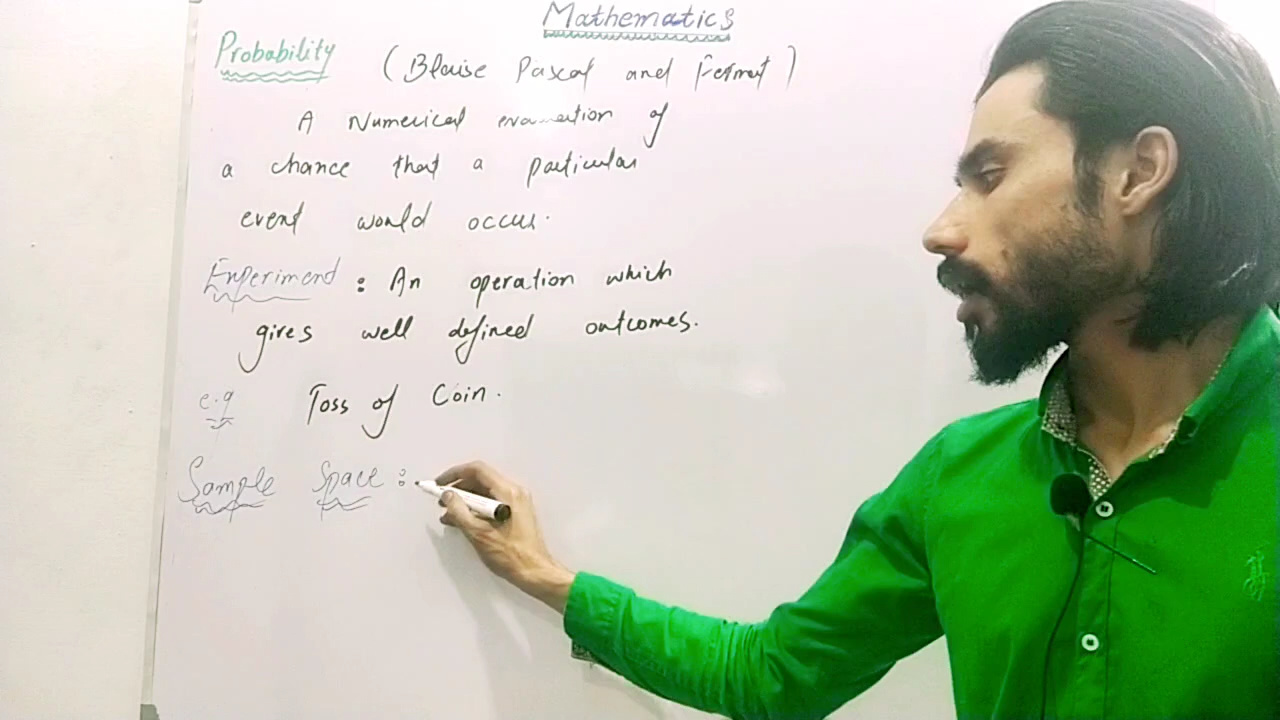 Mathematics
Probability (Blaise Pascal and Fermat)
A Numerical evaluation of
a chance that a particular
event would occur.
Experiment : An operation which
gives well defined outcomes.
e.g Toss of Coin.
Sample Space :